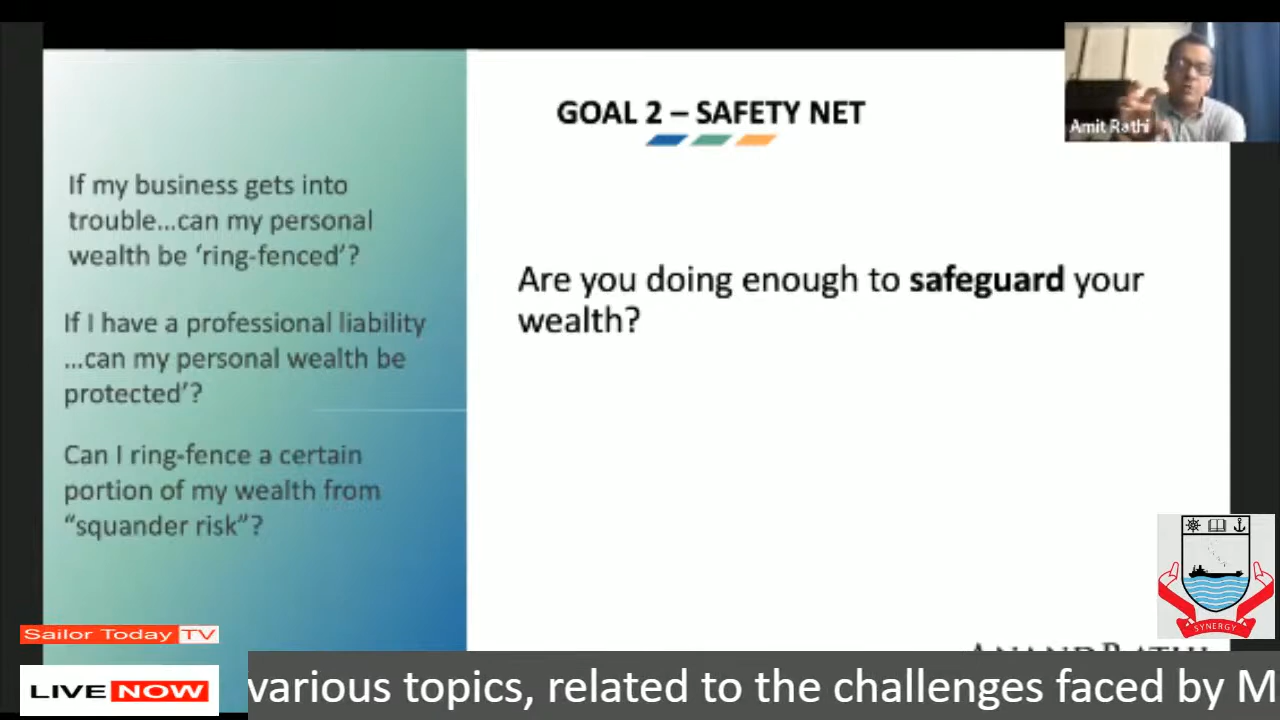 GOAL 2 – SAFETY NET
Amit Rathi
If my business gets into
trouble...can my personal
wealth be ‘ring-fenced’?
If I have a professional liability
...can my personal wealth be
protected’?
Can I ring-fence a certain
portion of my wealth from
“squander risk”?
Are you doing enough to safeguard your
wealth?
SYNERGY
Sailor Today TV
ANANDRATHI
LIVE NOW
various topics, related to the challenges faced by M